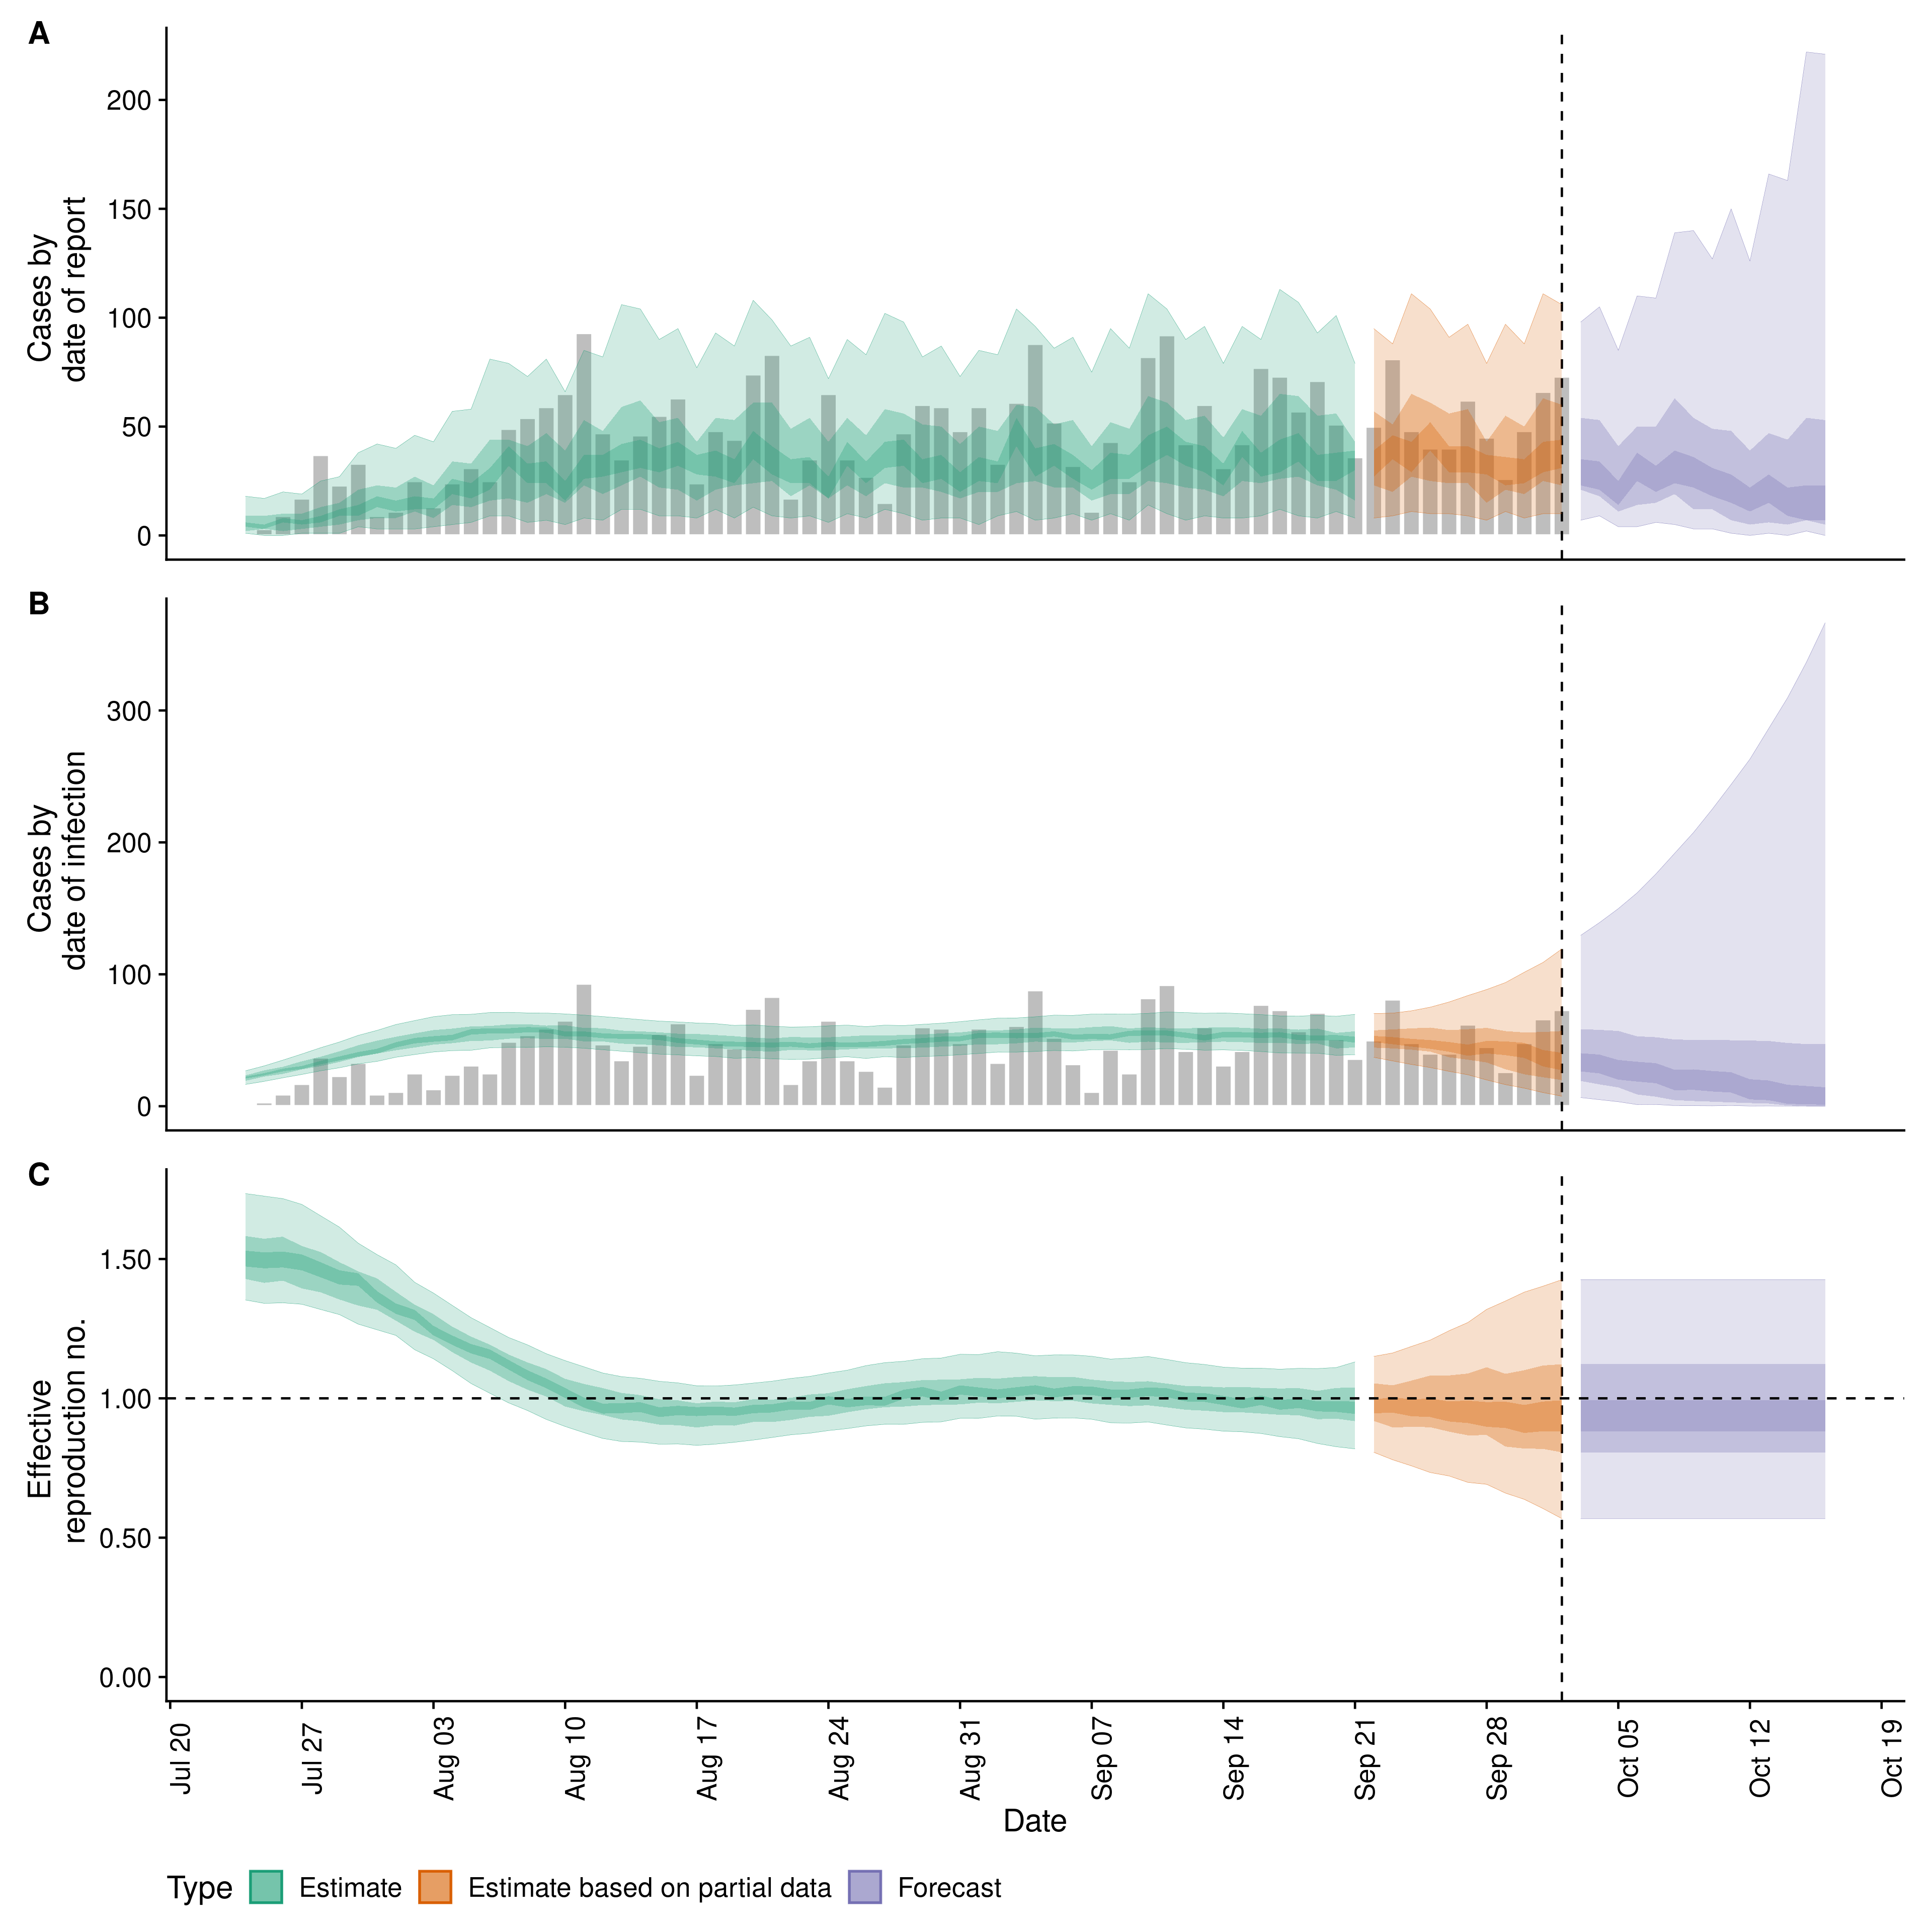 A
Cases by
date of report
200
150
100
50
0
B
Cases by
date of infection
300
200
100
0
C
Effective
reproduction no.
1.50
1.00
0.50
0.00
Jul 20
Jul 27
Aug 03
Aug 10
Aug 17
Aug 24
Aug 31
Sep 07
Sep 14
Sep 21
Sep 28
Oct 05
Oct 12
Oct 19
Date
Type Estimate Estimate based on partial data Forecast